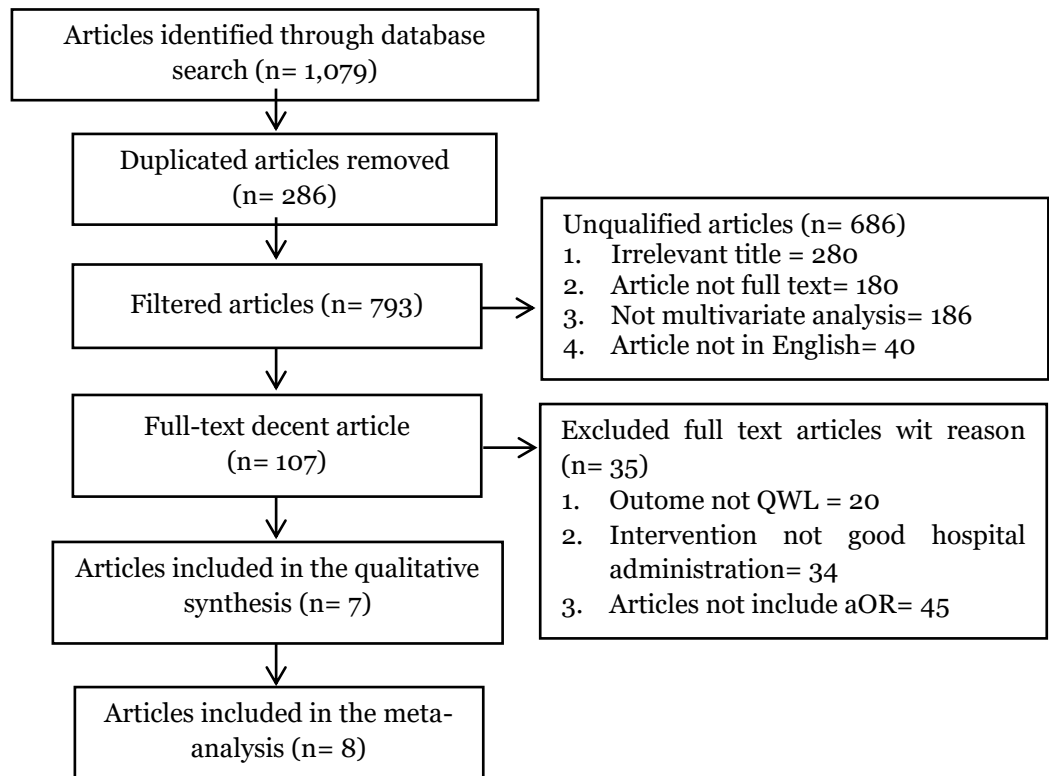 Articles identified through database
search (n= 1,079)
Duplicated articles removed
(n= 286)
Filtered articles (n= 793)
Unqualified articles (n= 686)
1. Irrelevant title = 280
2. Article not full text= 180
3. Not multivariate analysis= 186
4. Article not in English= 40
Full-text decent article
(n= 107)
Excluded full text articles wit reason
(n= 35)
1. Outome not QWL = 20
2. Intervention not good hospital
administration= 34
3. Articles not include aOR= 45
Articles included in the qualitative
synthesis (n= 7)
Articles included in the meta-
analysis (n= 8)